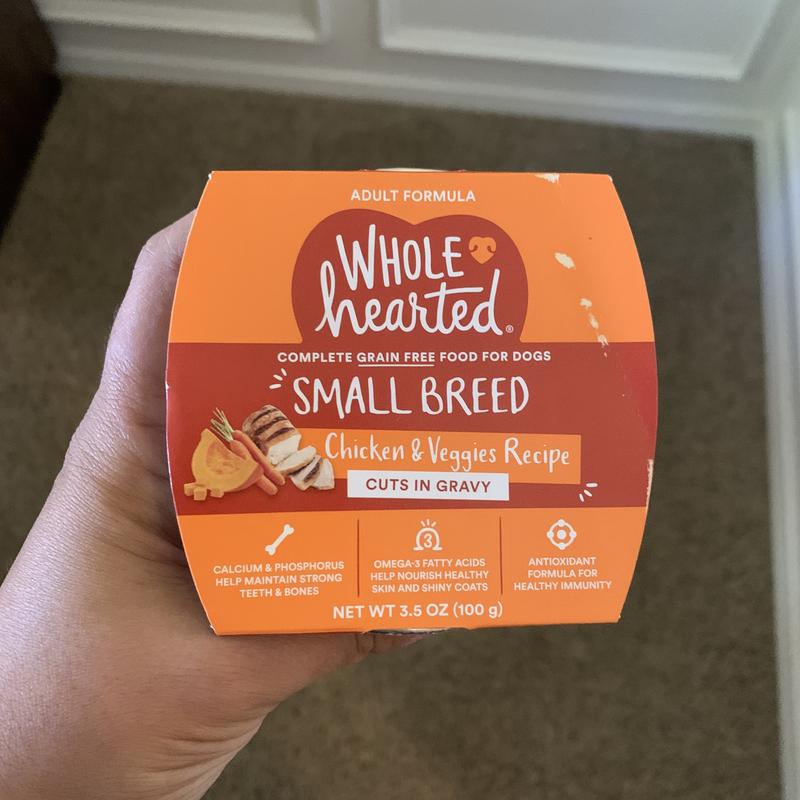 ADULT FORMULA
WHOLE
hearted®
COMPLETE GRAIN FREE FOOD FOR DOGS
SMALL BREED
Chicken & Veggies Recipe
CUTS IN GRAVY
CALCIUM & PHOSPHORUS
HELP MAINTAIN STRONG
TEETH & BONES
3
OMEGA-3 FATTY ACIDS
HELP NOURISH HEALTHY
SKIN AND SHINY COATS
ANTIOXIDANT
FORMULA FOR
HEALTHY IMMUNITY
NET WT 3.5 OZ (100 g)